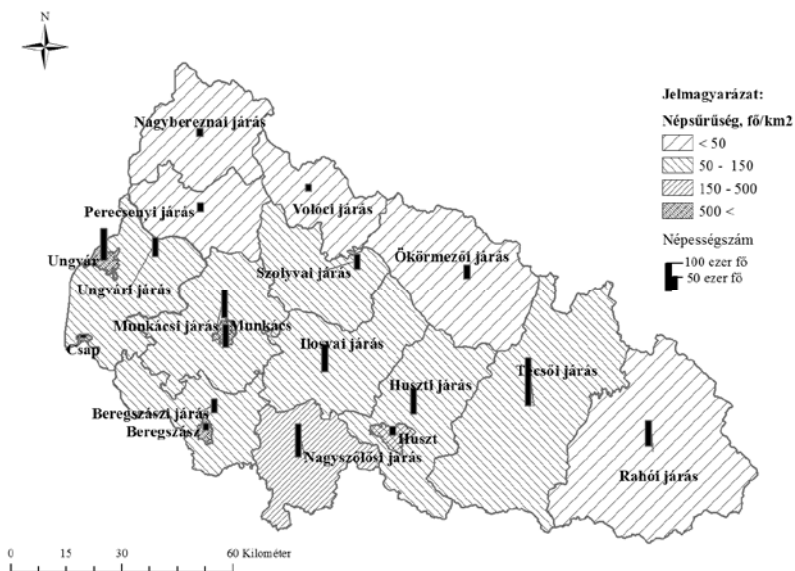 N
Nagybereznai járás
Perecsenyi járás
Volóci járás
Ungvár
Ungvári járás
Szolyvai járás
Ökörmezői járás
Munkácsi járás
Munkács
Csap
Ilosvai járás
Huszti járás
Técsői járás
Beregszászi járás
Beregszász
Huszt
Nagyszőlősi járás
Rahói járás
Jelmagyarázat:
Népsűrűség, fő/km2
< 50
50 - 150
150 - 500
500 <
Népességszám
100 ezer fő
50 ezer fő
0 15 30 60 Kilométer